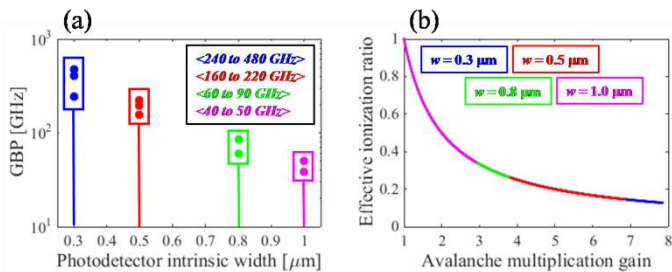 (a)
10³
10²
10¹
GBP [GHz]
<240 to 480 GHz>
<160 to 220 GHz>
<60 to 90 GHz>
<40 to 50 GHz>
0.3 0.4 0.5 0.6 0.7 0.8 0.9 1
Photodetector intrinsic width [μm]
(b)
1
0.8
0.6
0.4
0.2
0
Effective ionization ratio
w = 0.3 μm w = 0.5 μm
w = 0.8 μm w = 1.0 μm
1 2 3 4 5 6 7 8
Avalanche multiplication gain